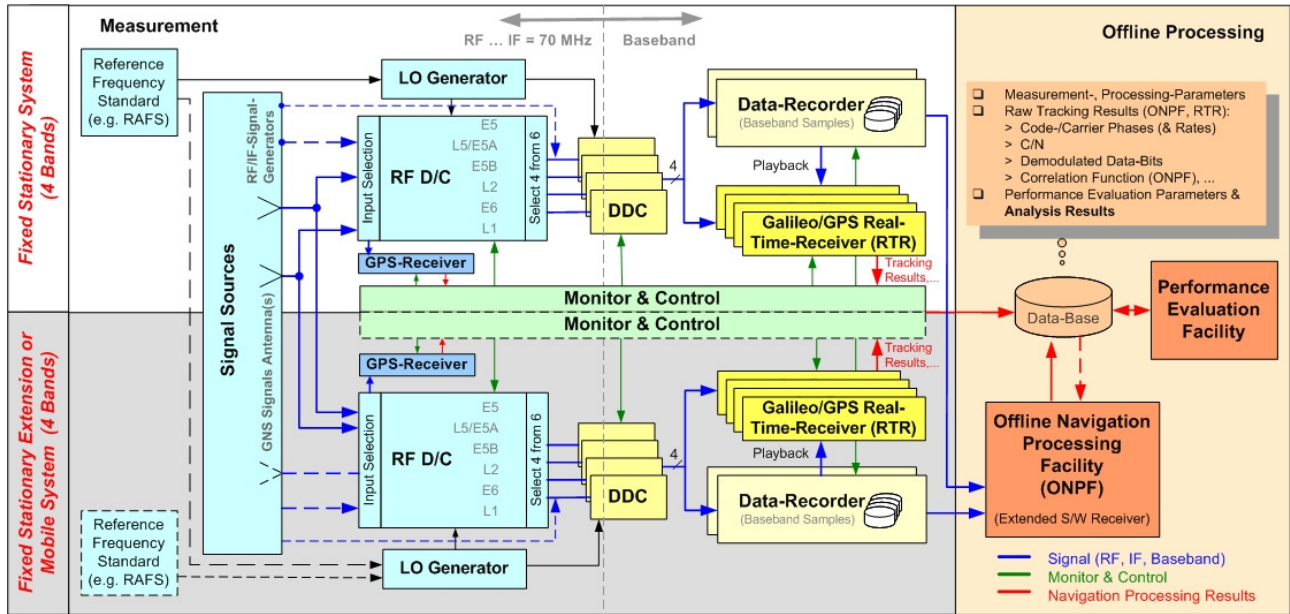 Measurement
RF ... IF = 70 MHz
Baseband
Offline Processing
Fixed Stationary System
(4 Bands)
Reference
Frequency
Standard
(e.g. RAFS)
LO Generator
Signal Sources
RF/IF-Signal-
Generators
GNS Signals Antenna(s)
Input Selection
RF D/C
E5
L5/E5A
E5B
L2
E6
L1
Select 4 from 6
DDC
4
Data-Recorder
(Baseband Samples)
Playback
Galileo/GPS Real-
Time-Receiver (RTR)
GPS-Receiver
Tracking
Results,...
Monitor & Control
❑ Measurement-, Processing-Parameters
❑ Raw Tracking Results (ONPF, RTR):
> Code-/Carrier Phases (& Rates)
> C/N
> Demodulated Data-Bits
> Correlation Function (ONPF), ...
❑ Performance Evaluation Parameters &
Analysis Results
Data-Base
Performance
Evaluation
Facility
Fixed Stationary Extension or
Mobile System (4 Bands)
Monitor & Control
GPS-Receiver
Tracking
Results,...
Input Selection
RF D/C
E5
L5/E5A
E5B
L2
E6
L1
Select 4 from 6
DDC
4
Galileo/GPS Real-
Time-Receiver (RTR)
Playback
Data-Recorder
(Baseband Samples)
Reference
Frequency
Standard
(e.g. RAFS)
LO Generator
Offline Navigation
Processing
Facility
(ONPF)
(Extended S/W Receiver)
Signal (RF, IF, Baseband)
Monitor & Control
Navigation Processing Results